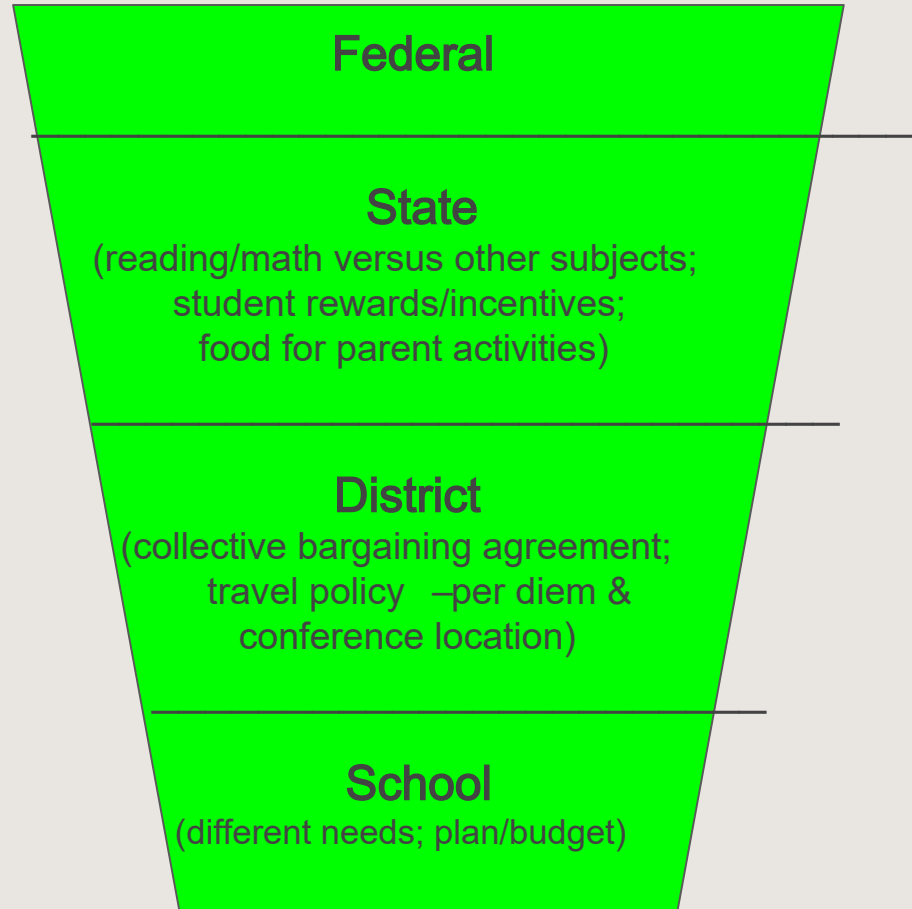 Federal
State
(reading/math versus other subjects;
student rewards/incentives;
food for parent activities)
District
(collective bargaining agreement;
travel policy –per diem &
conference location)
School
(different needs; plan/budget)